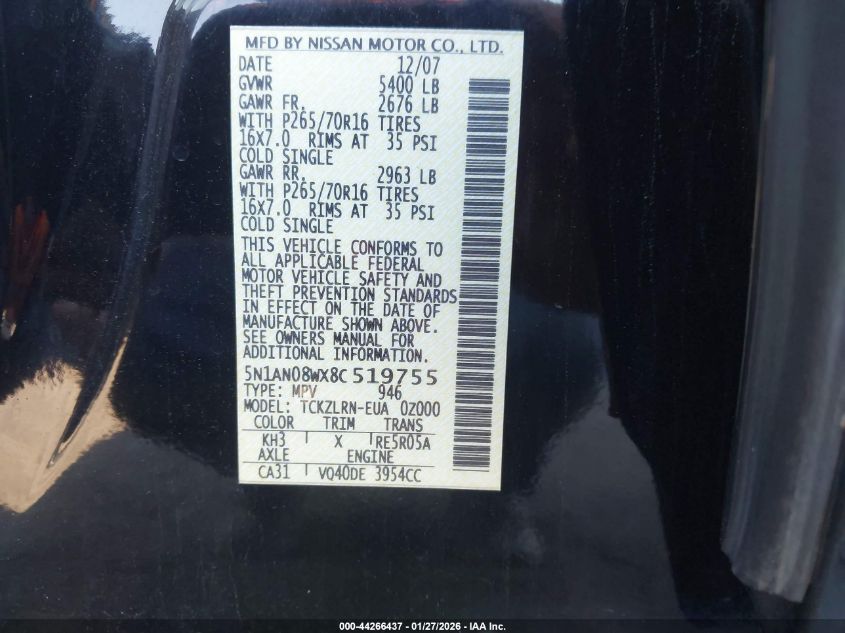 MFD BY NISSAN MOTOR CO., LTD.
DATE 12/07
GVWR 5400 LB
GAWR FR. 2676 LB
WITH P265/70R16 TIRES
16X7.0 RIMS AT 35 PSI
COLD SINGLE
GAWR RR. 2963 LB
WITH P265/70R16 TIRES
16X7.0 RIMS AT 35 PSI
COLD SINGLE
THIS VEHICLE CONFORMS TO
ALL APPLICABLE FEDERAL
MOTOR VEHICLE SAFETY AND
THEFT PREVENTION STANDARDS
IN EFFECT ON THE DATE OF
MANUFACTURE SHOWN ABOVE.
SEE OWNERS MANUAL FOR
ADDITIONAL INFORMATION.
5N1AN08WX8C519755
TYPE: MPV 946
MODEL: TCKZLRN-EUA 0Z000
COLOR TRIM TRANS
KH3 X RE5R05A
AXLE ENGINE
CA31 VQ40DE 3954CC
000-44266437 - 01/27/2026 - IAA Inc.